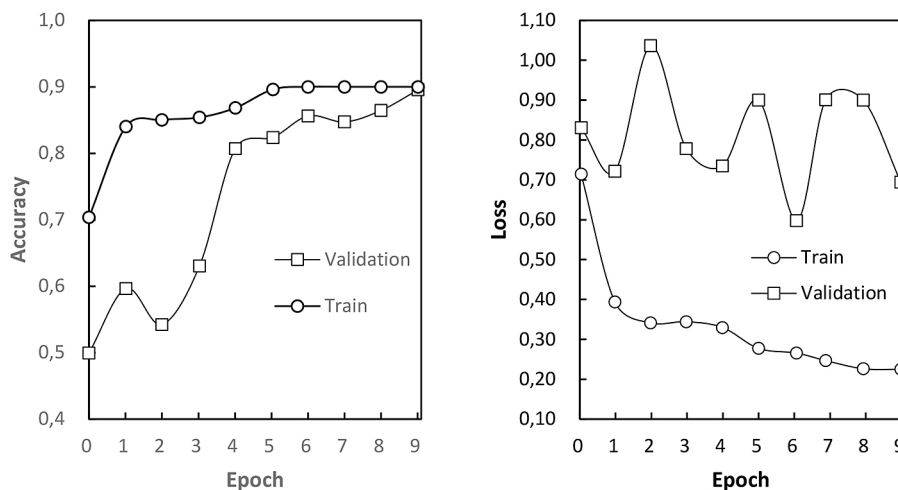 1,0
0,9
0,8
0,7
0,6
0,5
0,4
Accuracy
Validation
Train
0 1 2 3 4 5 6 7 8 9
Epoch
1,10
1,00
0,90
0,80
0,70
0,60
0,50
0,40
0,30
0,20
0,10
Loss
Train
Validation
0 1 2 3 4 5 6 7 8 9
Epoch